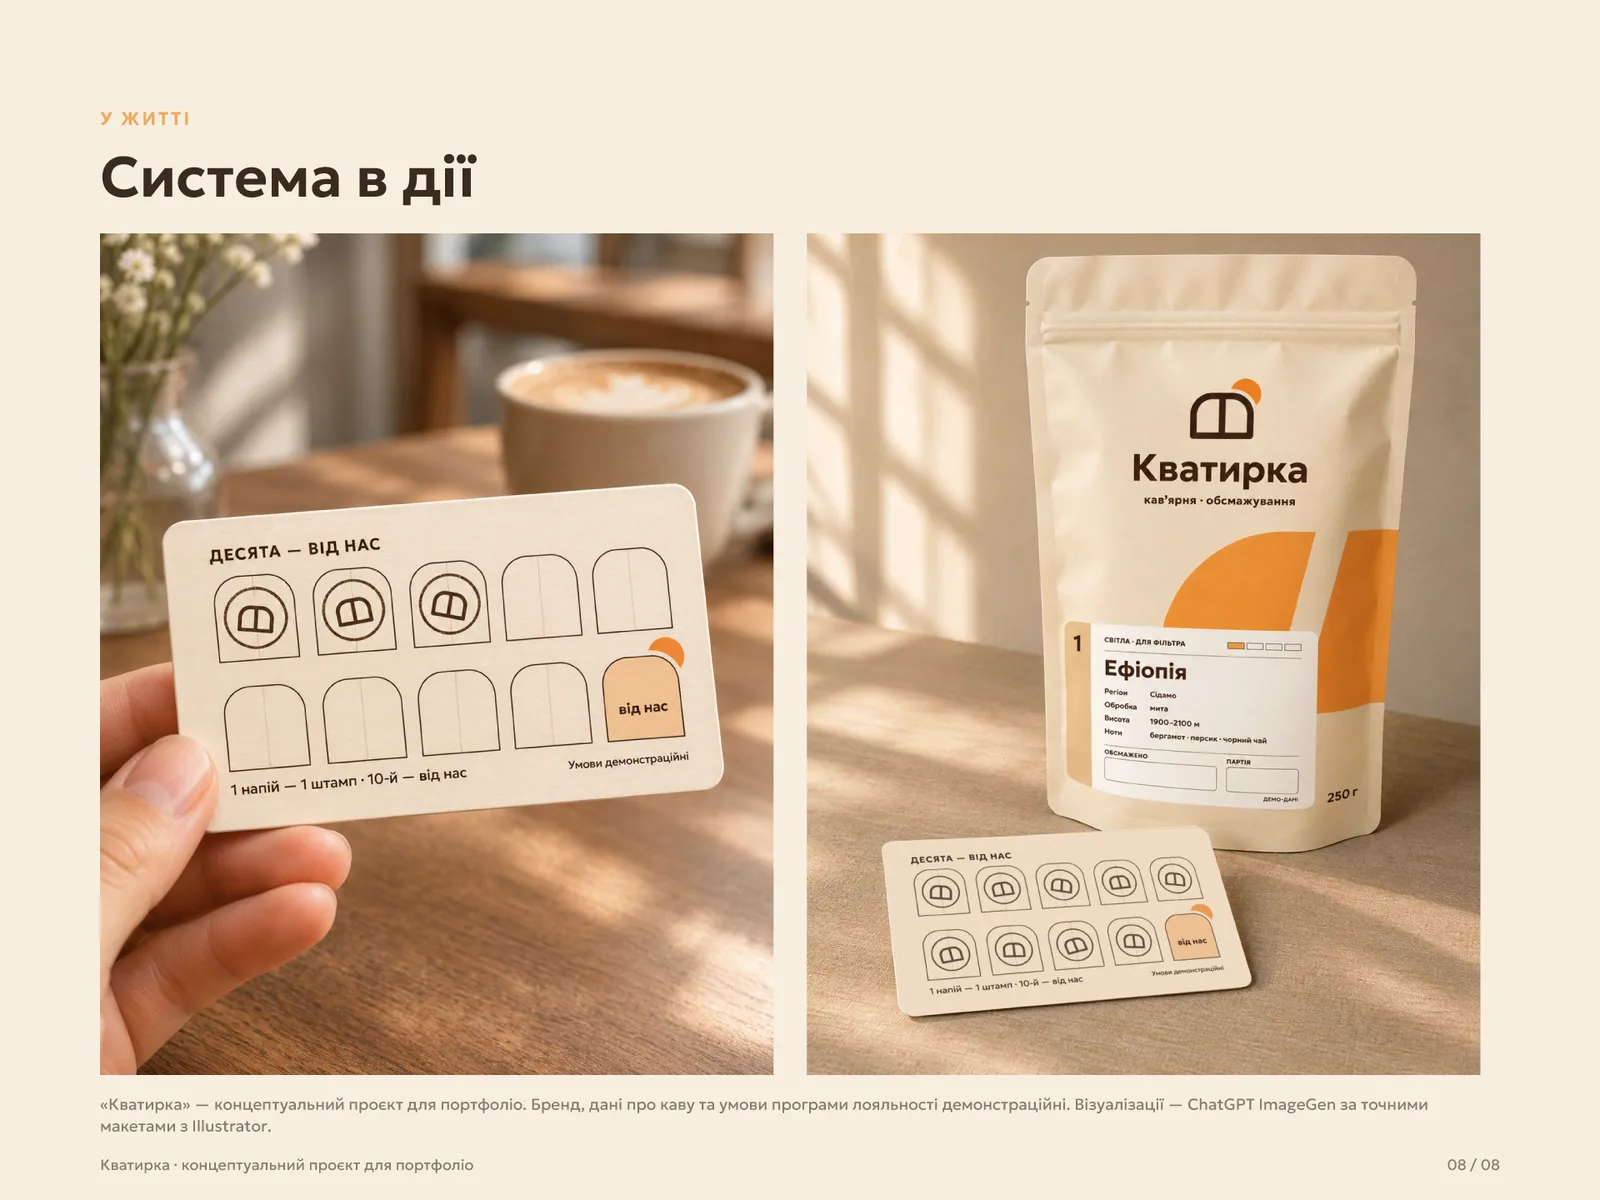 У ЖИТТІ
Система в дії
ДЕСЯТА — ВІД НАС
від нас
1 напій — 1 штамп · 10-й — від нас
Умови демонстраційні
Кватирка
кав'ярня · обсмажування
1
СВІТЛА · ДЛЯ ФІЛЬТРА
Ефіопія
Регіон Сідамо
Обробка мита
Висота 1900–2100 м
Ноти бергамот · персик · чорний чай
ОБСМАЖЕНО
ПАРТІЯ
ДЕМО-ДАНІ
250 г
ДЕСЯТА — ВІД НАС
від нас
1 напій — 1 штамп · 10-й — від нас
Умови демонстраційні
«Кватирка» — концептуальний проєкт для портфоліо. Бренд, дані про каву та умови програми лояльності демонстраційні. Візуалізації — ChatGPT ImageGen за точними
макетами з Illustrator.
Кватирка · концептуальний проєкт для портфоліо
08 / 08